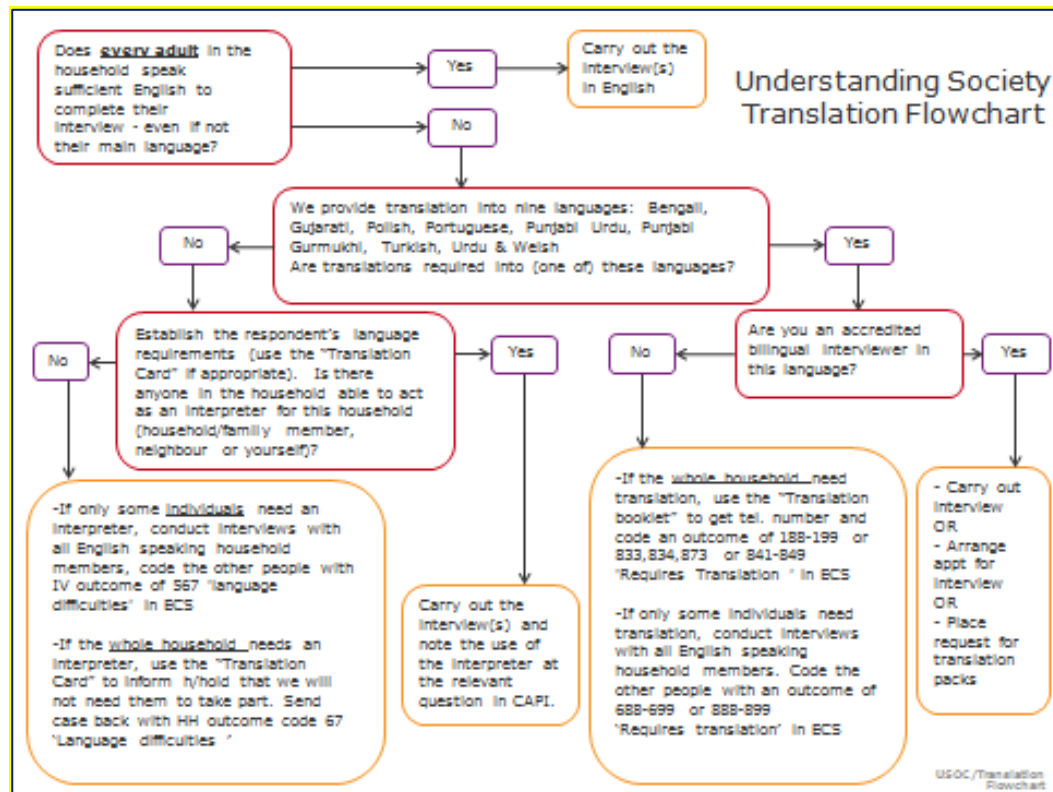 Does every adult in the
household speak
sufficient English to
complete their
interview - even if not
their main language?
Yes
Carry out the
interview(s)
in English
No
Understanding Society
Translation Flowchart
We provide translation into nine languages: Bengali,
Gujarati, Polish, Portuguese, Punjabi Urdu, Punjabi
Gurmukhi, Turkish, Urdu & Welsh
Are translations required into (one of) these languages?
No
Yes
Establish the respondent's language
requirements (use the "Translation
Card" if appropriate). Is there
anyone in the household able to act
as an interpreter for this household
(household/family member,
neighbour or yourself)?
No
Yes
Are you an accredited
bilingual interviewer in
this language?
No
Yes
-If only some individuals need an
interpreter, conduct interviews with
all English speaking household
members, code the other people with
IV outcome of 567 'language
difficulties' in ECS
-If the whole household needs an
interpreter, use the "Translation
Card" to inform h/hold that we will
not need them to take part. Send
case back with HH outcome code 67
'Language difficulties '
Carry out the
interview(s) and
note the use of
the interpreter at
the relevant
question in CAPI.
-If the whole household need
translation, use the "Translation
booklet" to get tel. number and
code an outcome of 188-199 or
833,834,873 or 841-849
'Requires Translation ' in ECS
-If only some individuals need
translation, conduct interviews
with all English speaking
household members. Code the
other people with an outcome of
688-699 or 888-899
'Requires translation' in ECS
- Carry out
interview
OR
- Arrange
appt for
interview
OR
- Place
request for
translation
packs
USOC/Translation
Flowchart